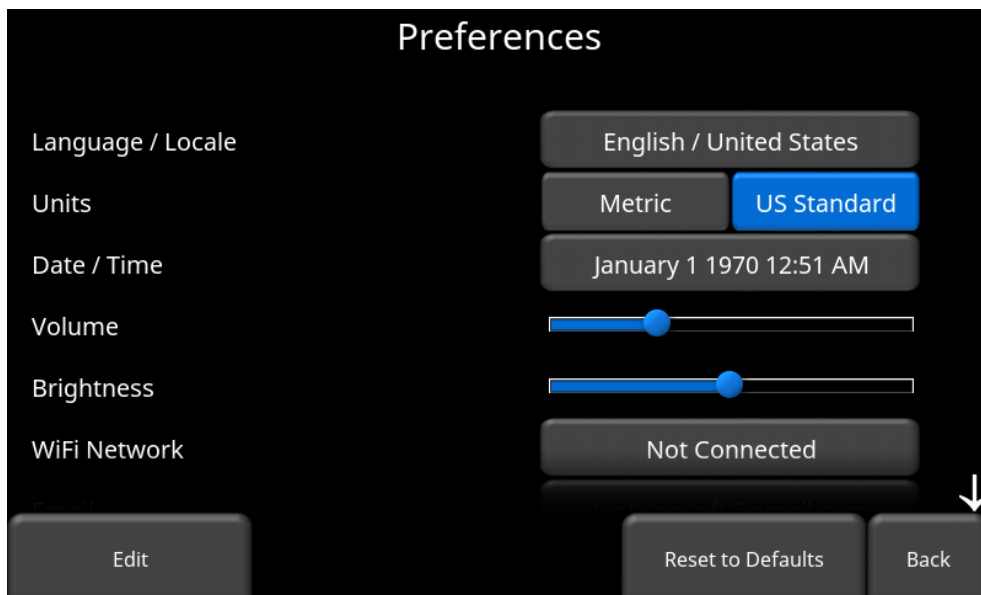 Preferences
Language / Locale
English / United States
Units
Metric
US Standard
Date / Time
January 1 1970 12:51 AM
Volume
Brightness
WiFi Network
Not Connected
Email
Edit
Reset to Defaults
Back